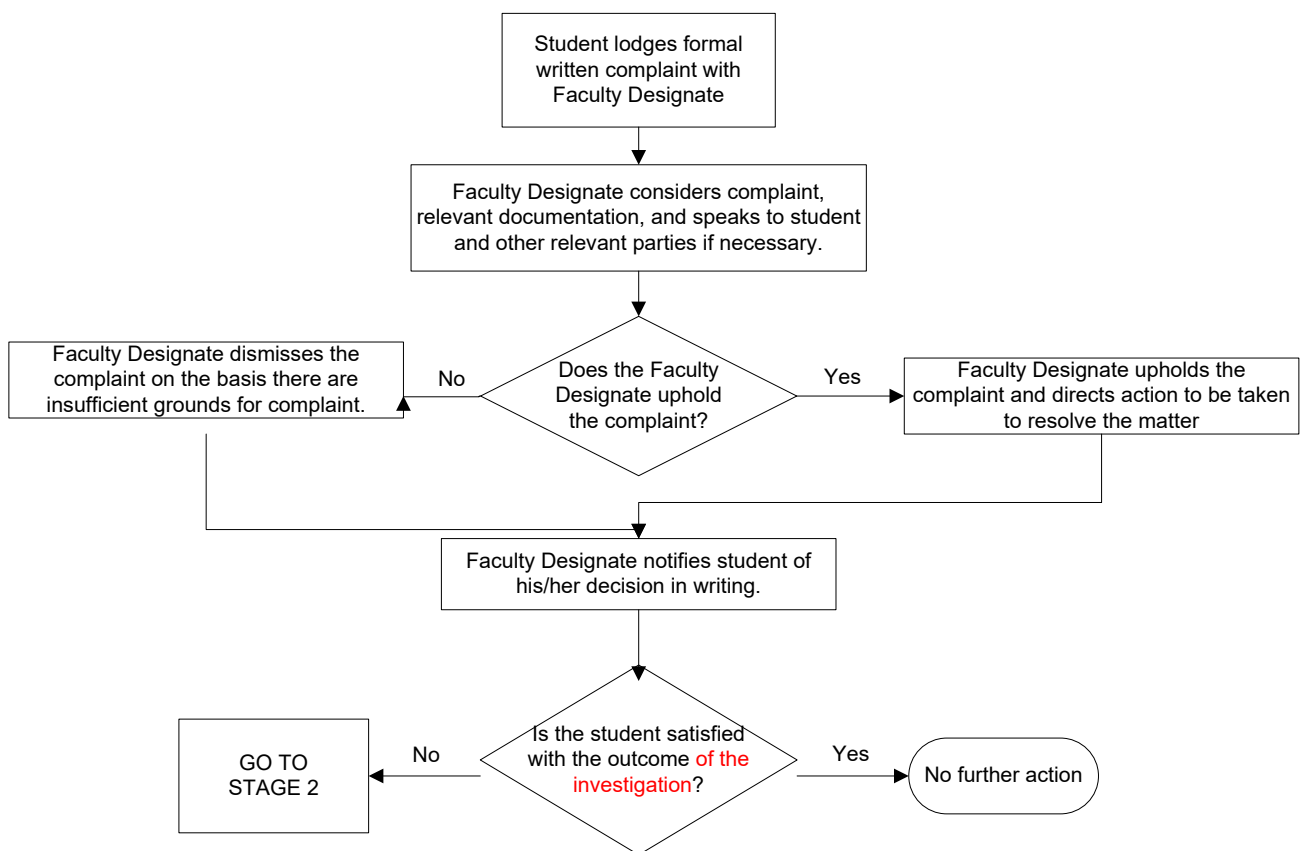 Student lodges formal
written complaint with
Faculty Designate
Faculty Designate considers complaint,
relevant documentation, and speaks to student
and other relevant parties if necessary.
Faculty Designate dismisses the
complaint on the basis there are
insufficient grounds for complaint.
No
Does the Faculty
Designate uphold
the complaint?
Yes
Faculty Designate upholds the
complaint and directs action to be taken
to resolve the matter
Faculty Designate notifies student of
his/her decision in writing.
GO TO
STAGE 2
No
Is the student satisfied
with the outcome of the
investigation?
Yes
No further action